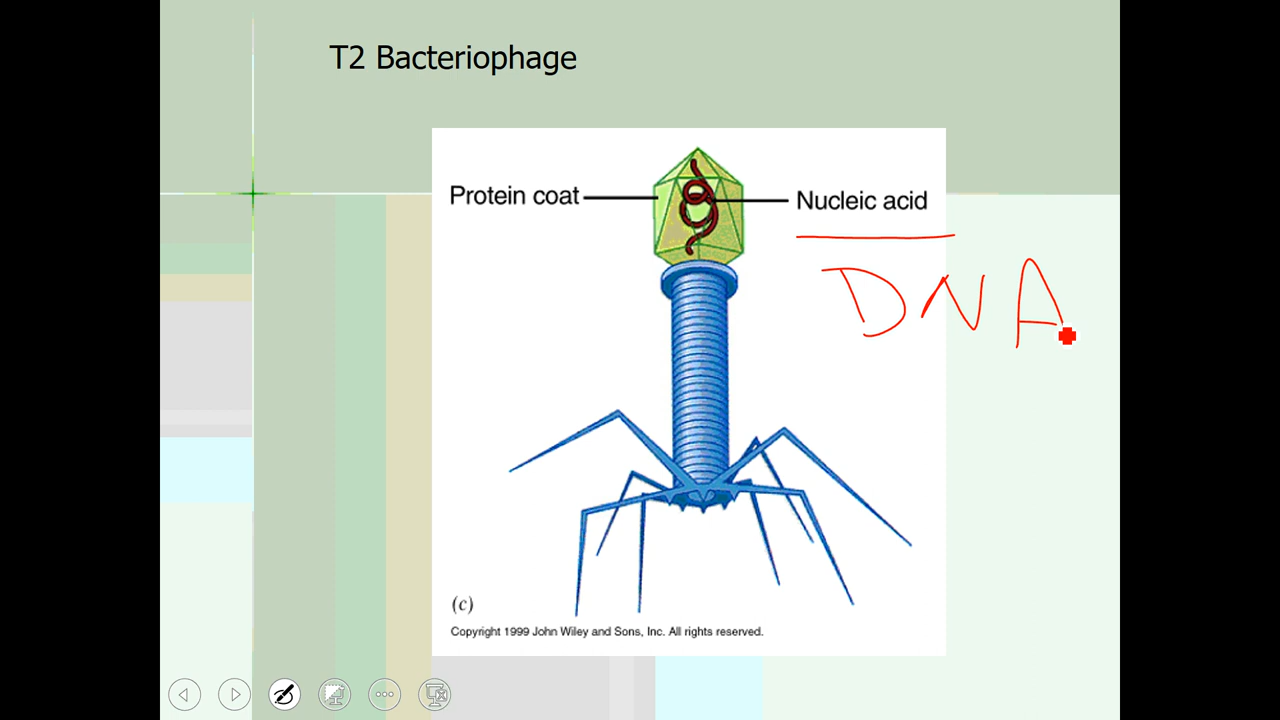 T2 Bacteriophage
Protein coat
Nucleic acid
DNA
(c)
Copyright 1999 John Wiley and Sons, Inc. All rights reserved.